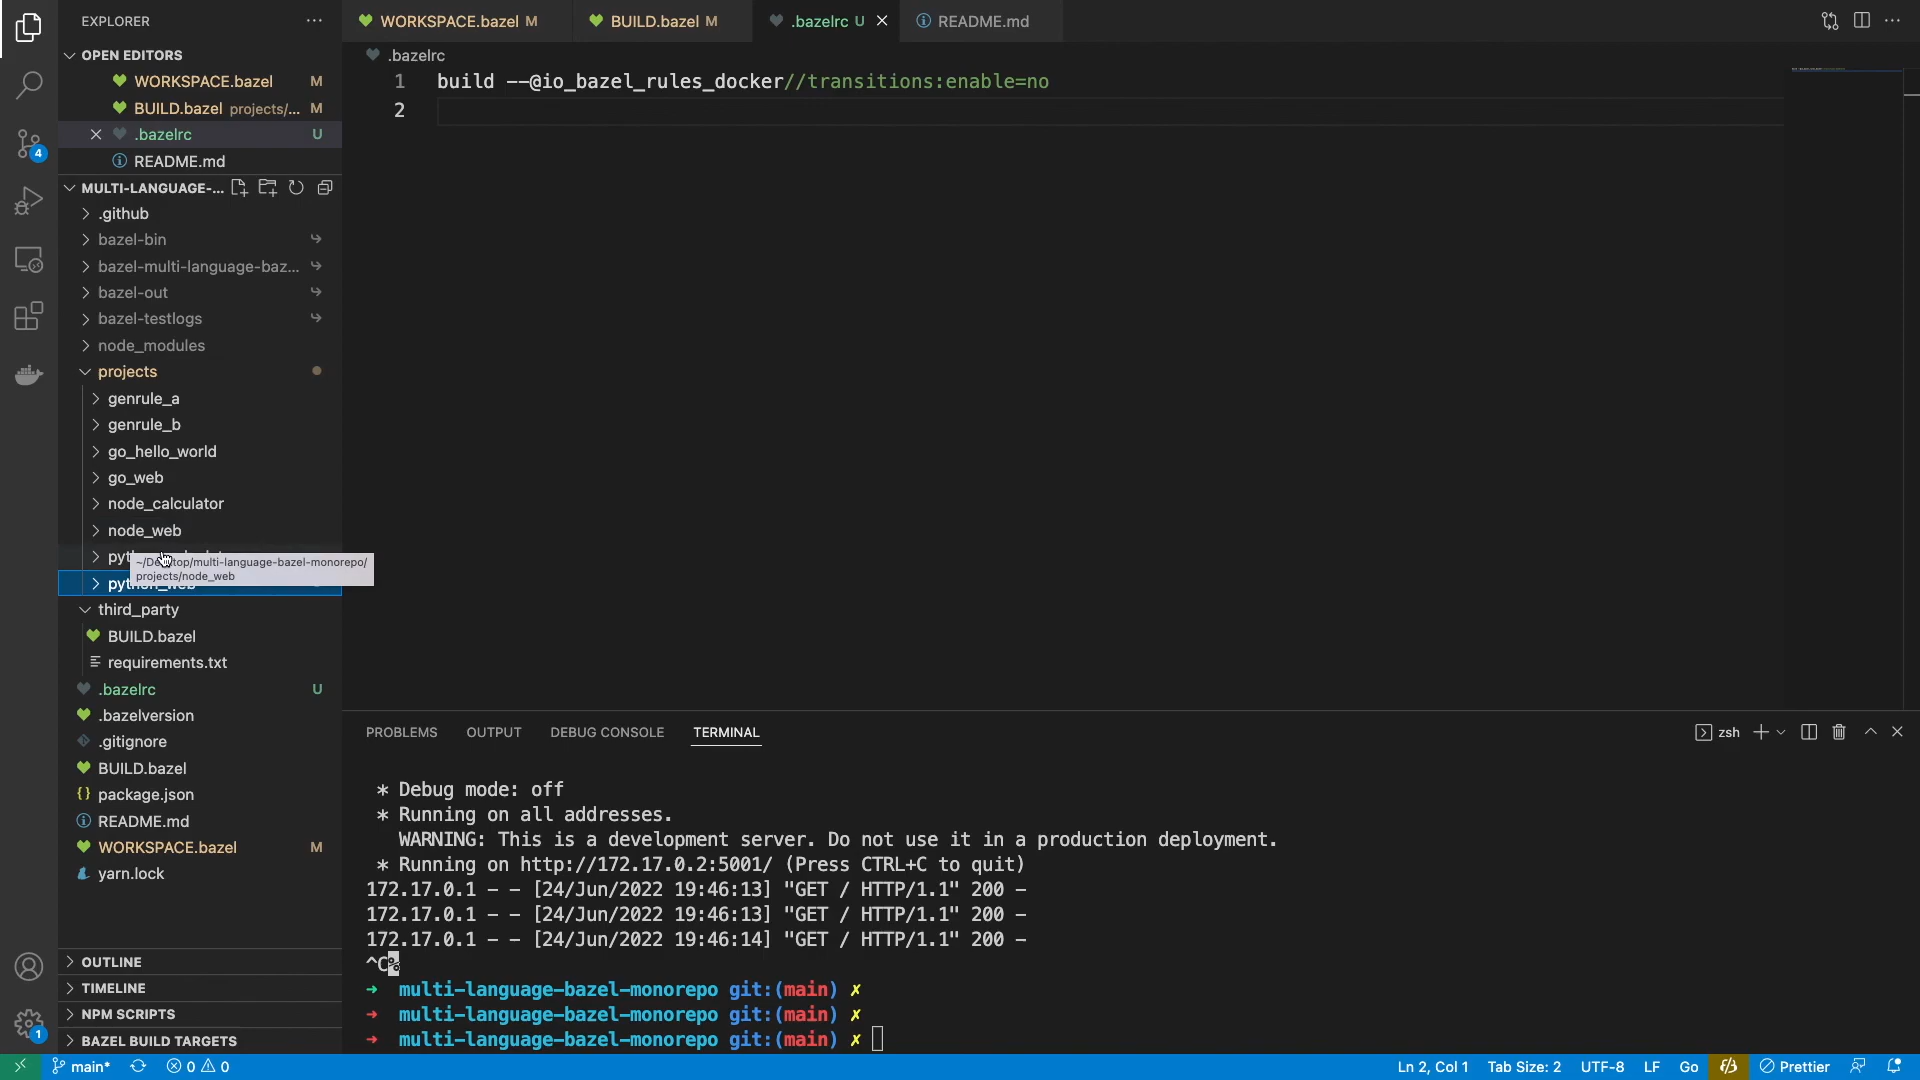 EXPLORER
OPEN EDITORS
WORKSPACE.bazel M
BUILD.bazel projects/... M
.bazelrc U
README.md
MULTI-LANGUAGE-...
.github
bazel-bin
bazel-multi-language-baz...
bazel-out
bazel-testlogs
node_modules
projects
genrule_a
genrule_b
go_hello_world
go_web
node_calculator
node_web
~/Desktop/multi-language-bazel-monorepo/
projects/node_web
python_web
third_party
BUILD.bazel
requirements.txt
.bazelrc U
.bazelversion
.gitignore
BUILD.bazel
package.json
README.md
WORKSPACE.bazel M
yarn.lock
OUTLINE
TIMELINE
NPM SCRIPTS
BAZEL BUILD TARGETS
4
1
WORKSPACE.bazel M
BUILD.bazel M
.bazelrc U
README.md
.bazelrc
1 build --@io_bazel_rules_docker//transitions:enable=no
2
PROBLEMS OUTPUT DEBUG CONSOLE TERMINAL
zsh
* Debug mode: off
* Running on all addresses.
WARNING: This is a development server. Do not use it in a production deployment.
* Running on http://172.17.0.2:5001/ (Press CTRL+C to quit)
172.17.0.1 - - [24/Jun/2022 19:46:13] "GET / HTTP/1.1" 200 -
172.17.0.1 - - [24/Jun/2022 19:46:13] "GET / HTTP/1.1" 200 -
172.17.0.1 - - [24/Jun/2022 19:46:14] "GET / HTTP/1.1" 200 -
^C%
➜ multi-language-bazel-monorepo git:(main) ✗
➜ multi-language-bazel-monorepo git:(main) ✗
➜ multi-language-bazel-monorepo git:(main) ✗
main* 0 0
Ln 2, Col 1 Tab Size: 2 UTF-8 LF Go Prettier